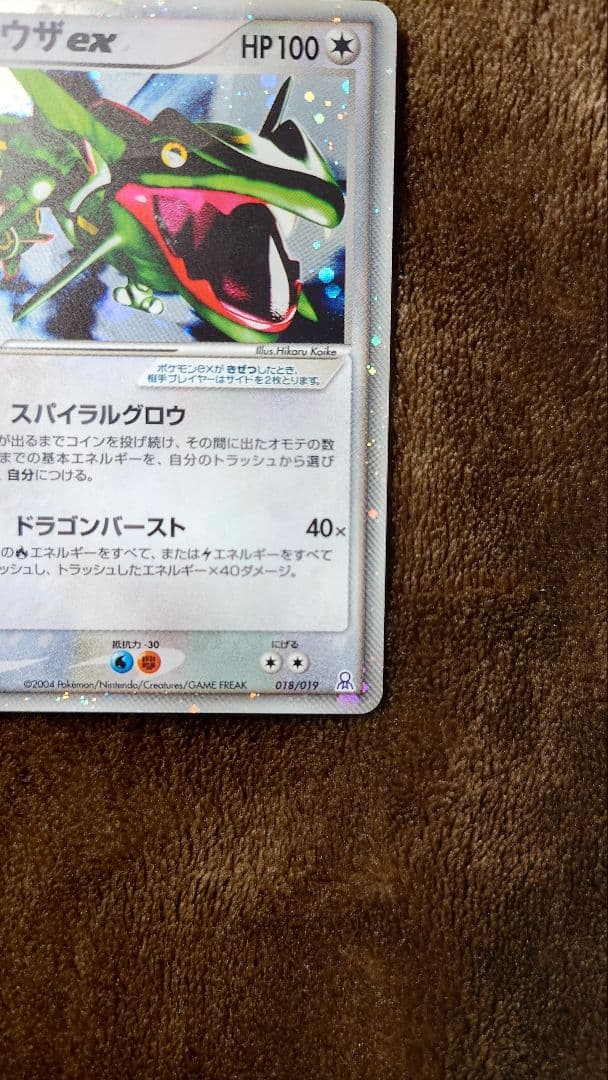 ウザex HP100
Illus.Hikaru Koike
ポケモンexがきぜつしたとき、
相手プレイヤーはサイドを2枚とります。
スパイラルグロウ
が出るまでコインを投げ続け、その間に出たオモテの数
までの基本エネルギーを、自分のトラッシュから選び
、自分につける。
ドラゴンバースト 40×
の エネルギーをすべて、または エネルギーをすべて
ッシュし、トラッシュしたエネルギー×40ダメージ。
抵抗力 -30 にげる
©2004 Pokémon/Nintendo/Creatures/GAME FREAK 018/019